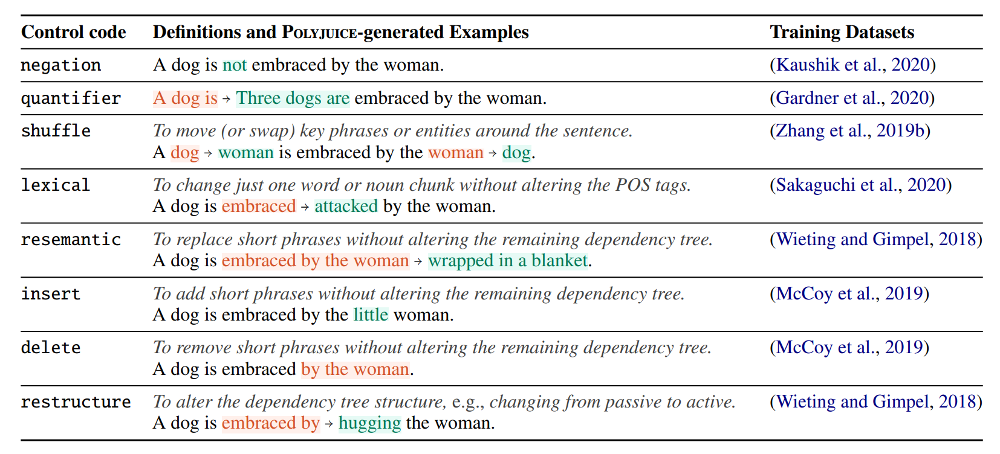 Control code Definitions and POLYJUICE-generated Examples Training Datasets
negation A dog is not embraced by the woman. (Kaushik et al., 2020)
quantifier A dog is → Three dogs are embraced by the woman. (Gardner et al., 2020)
shuffle To move (or swap) key phrases or entities around the sentence. (Zhang et al., 2019b)
A dog → woman is embraced by the woman → dog.
lexical To change just one word or noun chunk without altering the POS tags. (Sakaguchi et al., 2020)
A dog is embraced → attacked by the woman.
resemantic To replace short phrases without altering the remaining dependency tree. (Wieting and Gimpel, 2018)
A dog is embraced by the woman → wrapped in a blanket.
insert To add short phrases without altering the remaining dependency tree. (McCoy et al., 2019)
A dog is embraced by the little woman.
delete To remove short phrases without altering the remaining dependency tree. (McCoy et al., 2019)
A dog is embraced by the woman.
restructure To alter the dependency tree structure, e.g., changing from passive to active. (Wieting and Gimpel, 2018)
A dog is embraced by → hugging the woman.